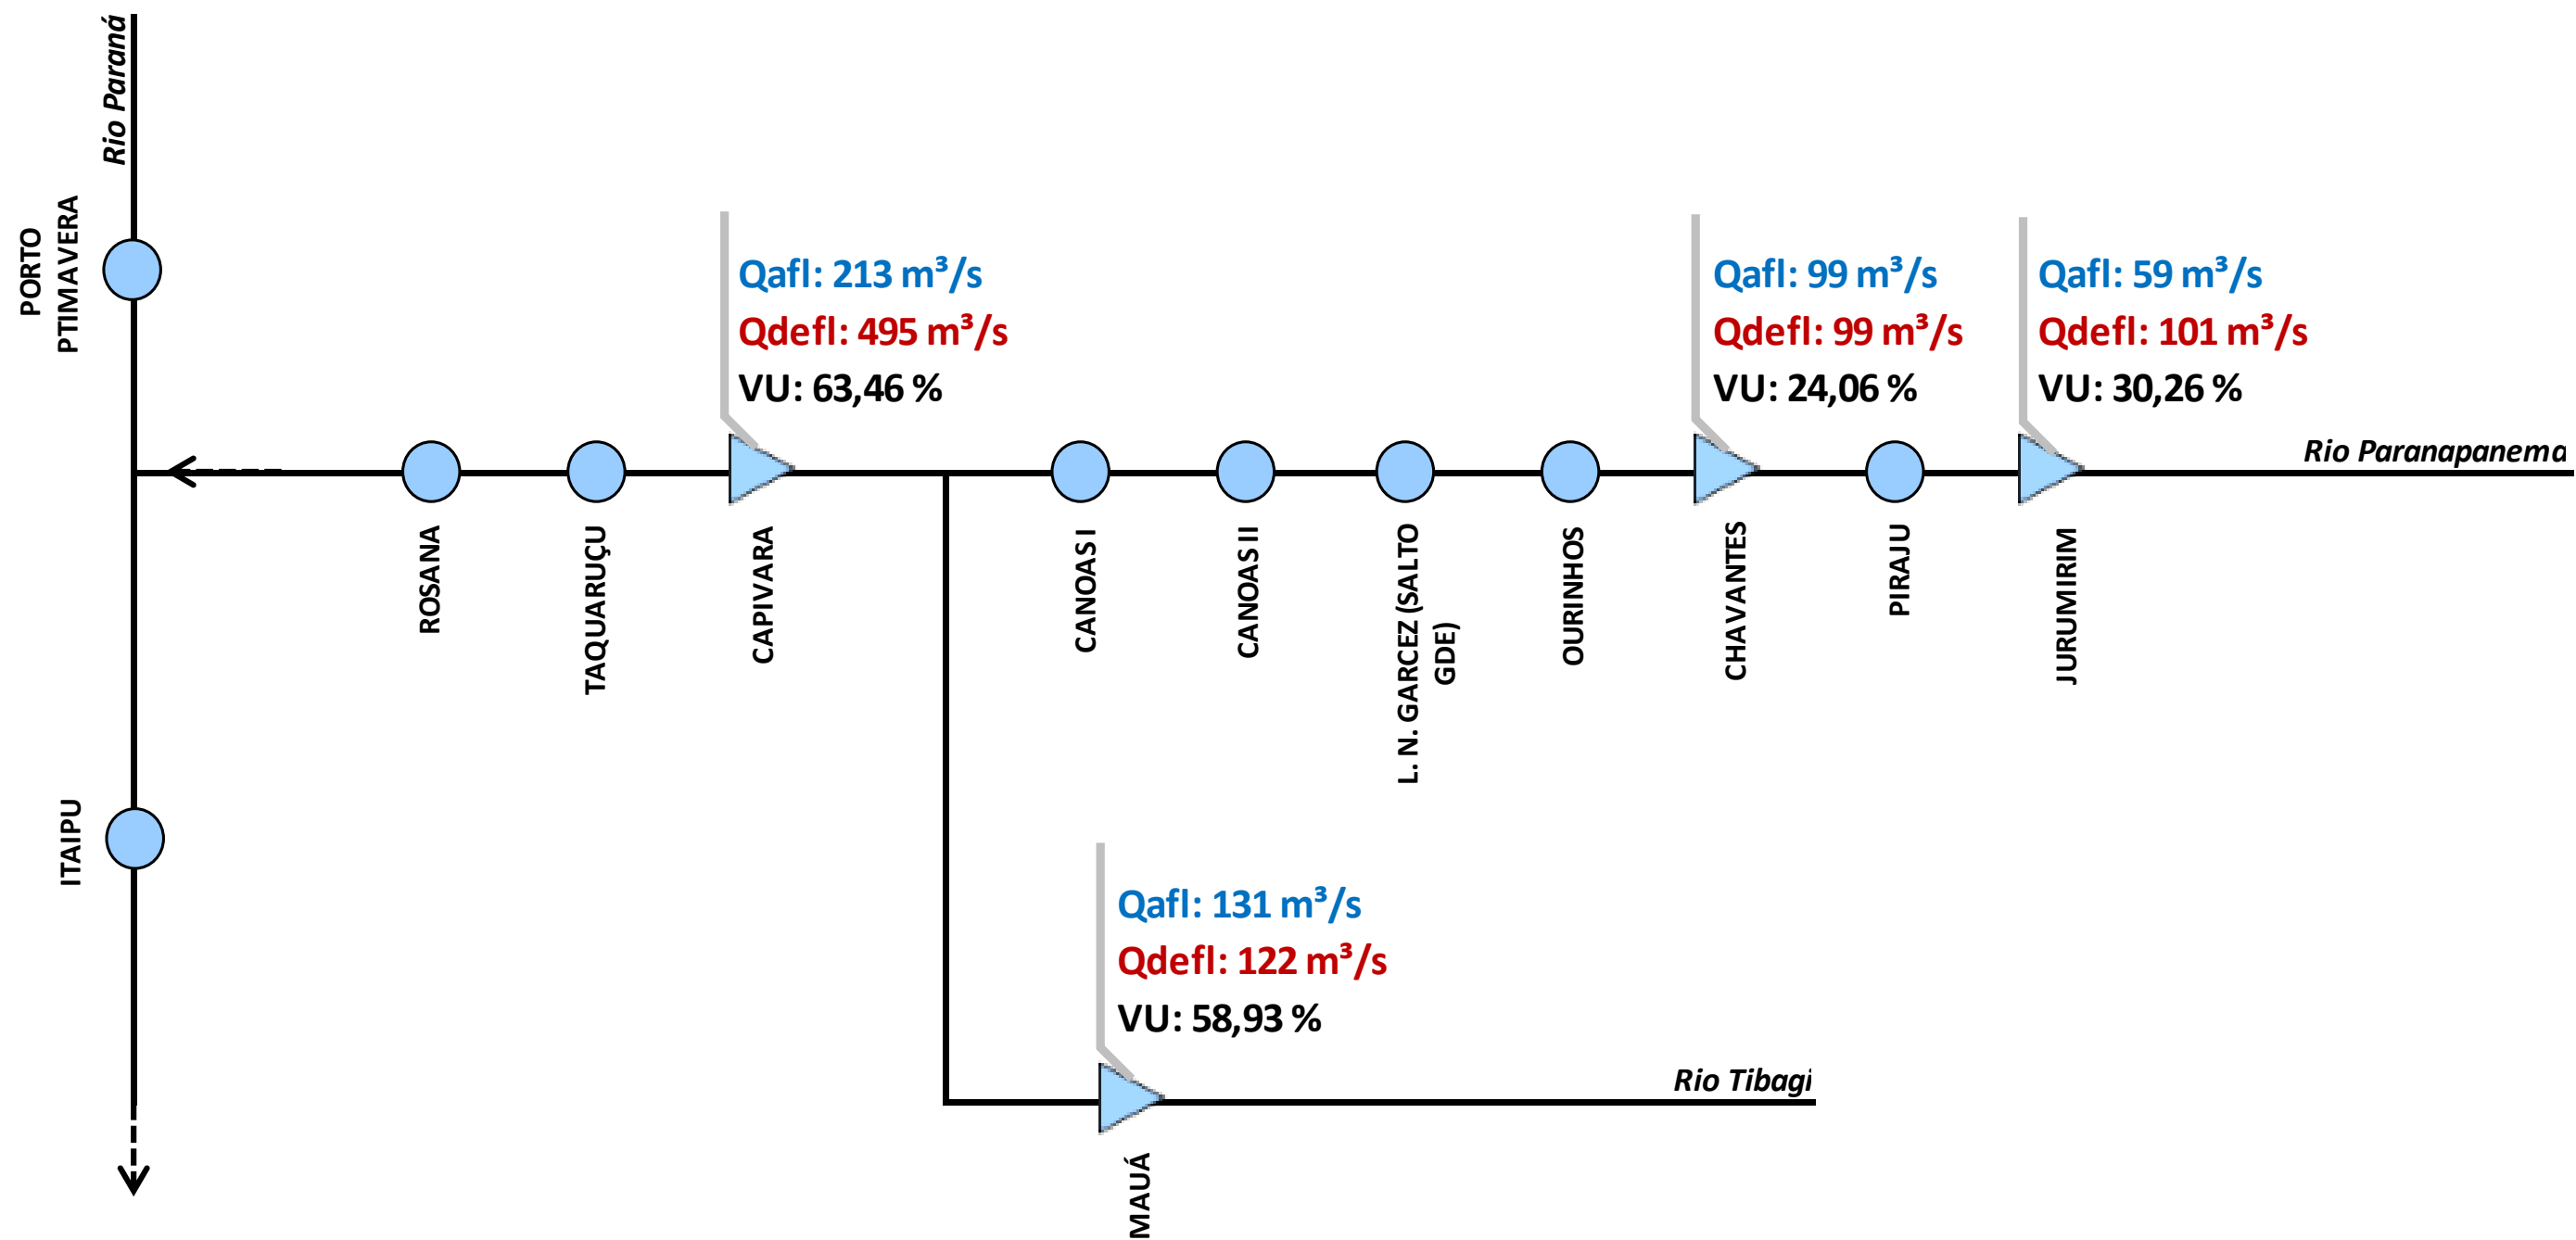 Rio Paraná
PORTO
PTIMAVERA
Qafl: 213 m³/s
Qdefl: 495 m³/s
VU: 63,46 %
Qafl: 99 m³/s
Qdefl: 99 m³/s
VU: 24,06 %
Qafl: 59 m³/s
Qdefl: 101 m³/s
VU: 30,26 %
Rio Paranapanema
ROSANA
TAQUARUÇU
CAPIVARA
CANOAS I
CANOAS II
L. N. GARCEZ (SALTO
GDE)
OURINHOS
CHAVANTES
PIRAJU
JURUMIRIM
ITAIPU
Qafl: 131 m³/s
Qdefl: 122 m³/s
VU: 58,93 %
Rio Tibagi
MAUÁ